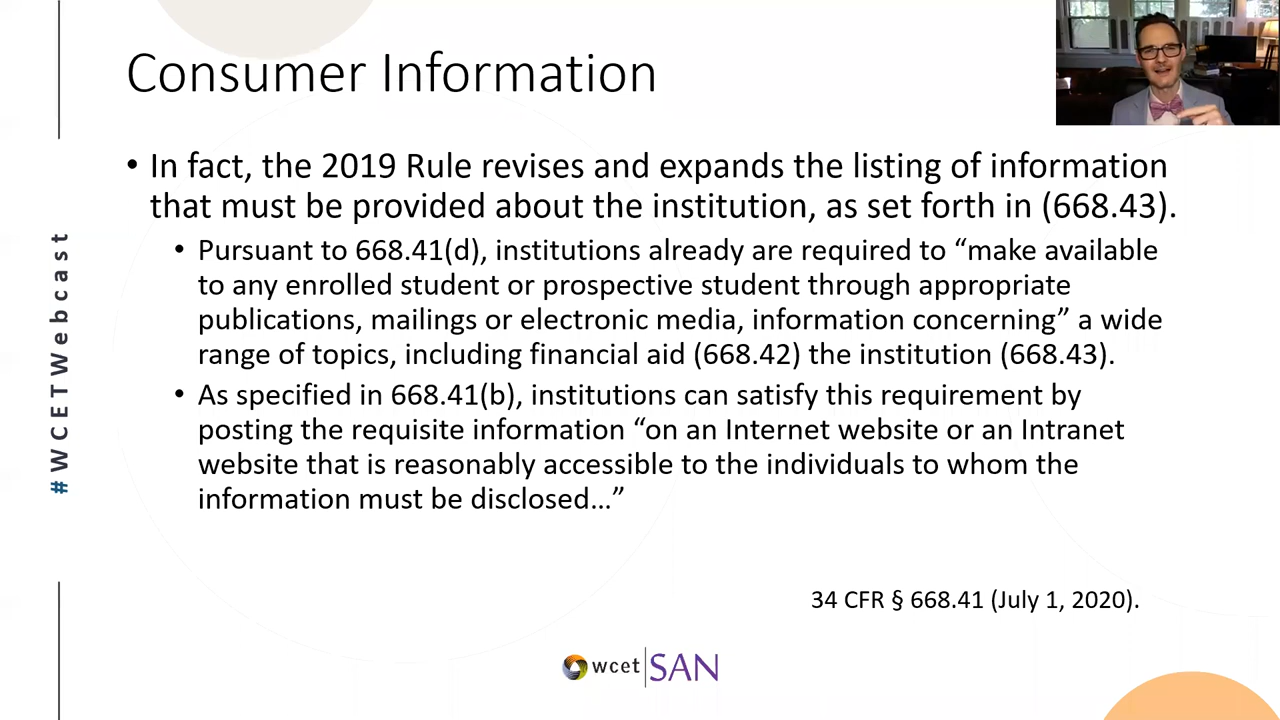 Consumer Information
• In fact, the 2019 Rule revises and expands the listing of information
that must be provided about the institution, as set forth in (668.43).
• Pursuant to 668.41(d), institutions already are required to “make available
to any enrolled student or prospective student through appropriate
publications, mailings or electronic media, information concerning” a wide
range of topics, including financial aid (668.42) the institution (668.43).
• As specified in 668.41(b), institutions can satisfy this requirement by
posting the requisite information “on an Internet website or an Intranet
website that is reasonably accessible to the individuals to whom the
information must be disclosed…”
34 CFR § 668.41 (July 1, 2020).
#WCETWebcast
wcet SAN